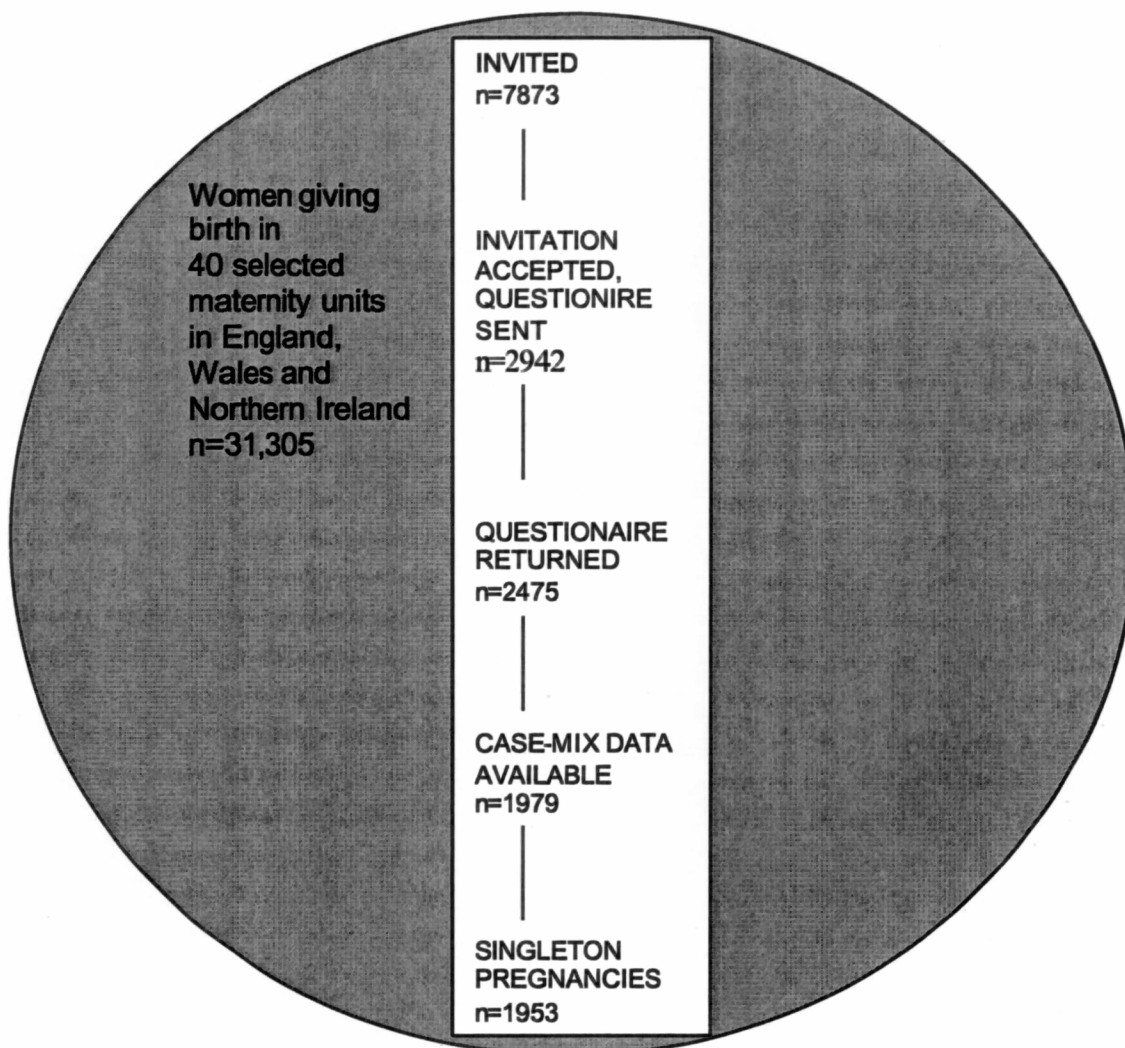 Women giving
birth in
40 selected
maternity units
in England,
Wales and
Northern Ireland
n=31,305
INVITED
n=7873
INVITATION
ACCEPTED,
QUESTIONIRE
SENT
n=2942
QUESTIONAIRE
RETURNED
n=2475
CASE-MIX DATA
AVAILABLE
n=1979
SINGLETON
PREGNANCIES
n=1953